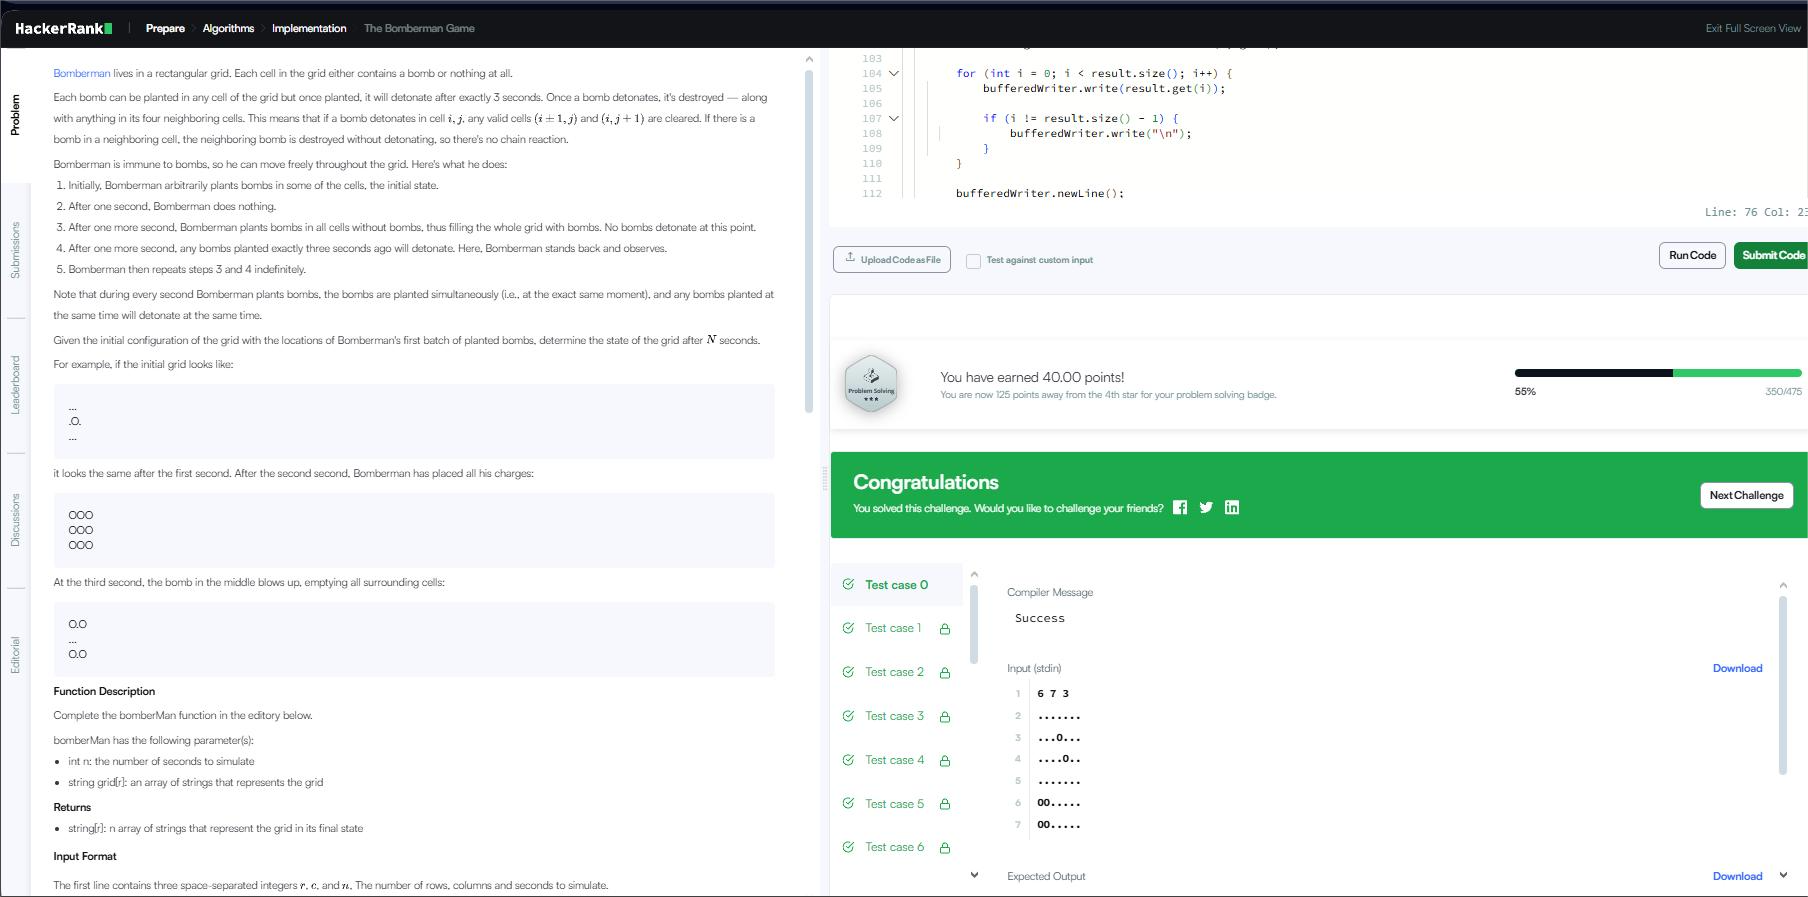 HackerRank
Prepare
Algorithms
Implementation
The Bomberman Game
Exit Full Screen View
Problem
Submissions
Leaderboard
Discussions
Editorial
Bomberman lives in a rectangular grid. Each cell in the grid either contains a bomb or nothing at all.
Each bomb can be planted in any cell of the grid but once planted, it will detonate after exactly 3 seconds. Once a bomb detonates, it's destroyed — along
with anything in its four neighboring cells. This means that if a bomb detonates in cell i, j, any valid cells (i ± 1, j) and (i, j + 1) are cleared. If there is a
bomb in a neighboring cell, the neighboring bomb is destroyed without detonating, so there's no chain reaction.
Bomberman is immune to bombs, so he can move freely throughout the grid. Here's what he does:
1. Initially, Bomberman arbitrarily plants bombs in some of the cells, the initial state.
2. After one second, Bomberman does nothing.
3. After one more second, Bomberman plants bombs in all cells without bombs, thus filling the whole grid with bombs. No bombs detonate at this point.
4. After one more second, any bombs planted exactly three seconds ago will detonate. Here, Bomberman stands back and observes.
5. Bomberman then repeats steps 3 and 4 indefinitely.
Note that during every second Bomberman plants bombs, the bombs are planted simultaneously (i.e., at the exact same moment), and any bombs planted at
the same time will detonate at the same time.
Given the initial configuration of the grid with the locations of Bomberman's first batch of planted bombs, determine the state of the grid after N seconds.
For example, if the initial grid looks like:
...
.O.
...
it looks the same after the first second. After the second second, Bomberman has placed all his charges:
OOO
OOO
OOO
At the third second, the bomb in the middle blows up, emptying all surrounding cells:
O.O
...
O.O
Function Description
Complete the bomberMan function in the editory below.
bomberMan has the following parameter(s):
• int n: the number of seconds to simulate
• string grid[r]: an array of strings that represents the grid
Returns
• string[r]: n array of strings that represent the grid in its final state
Input Format
The first line contains three space-separated integers r, c, and n, The number of rows, columns and seconds to simulate.
103
104 for (int i = 0; i < result.size(); i++) {
105 bufferedWriter.write(result.get(i));
106
107 if (i != result.size() - 1) {
108 bufferedWriter.write("\n");
109 }
110 }
111
112 bufferedWriter.newLine();
Line: 76 Col: 23
Upload Code as File
Test against custom input
Run Code
Submit Code
Problem Solving
You have earned 40.00 points!
You are now 125 points away from the 4th star for your problem solving badge.
55%
350/475
Congratulations
You solved this challenge. Would you like to challenge your friends?
Next Challenge
Test case 0
Test case 1
Test case 2
Test case 3
Test case 4
Test case 5
Test case 6
Compiler Message
Success
Input (stdin)
Download
1 6 7 3
2 .......
3 ...O...
4 ....O..
5 .......
6 OO.....
7 OO.....
Expected Output
Download